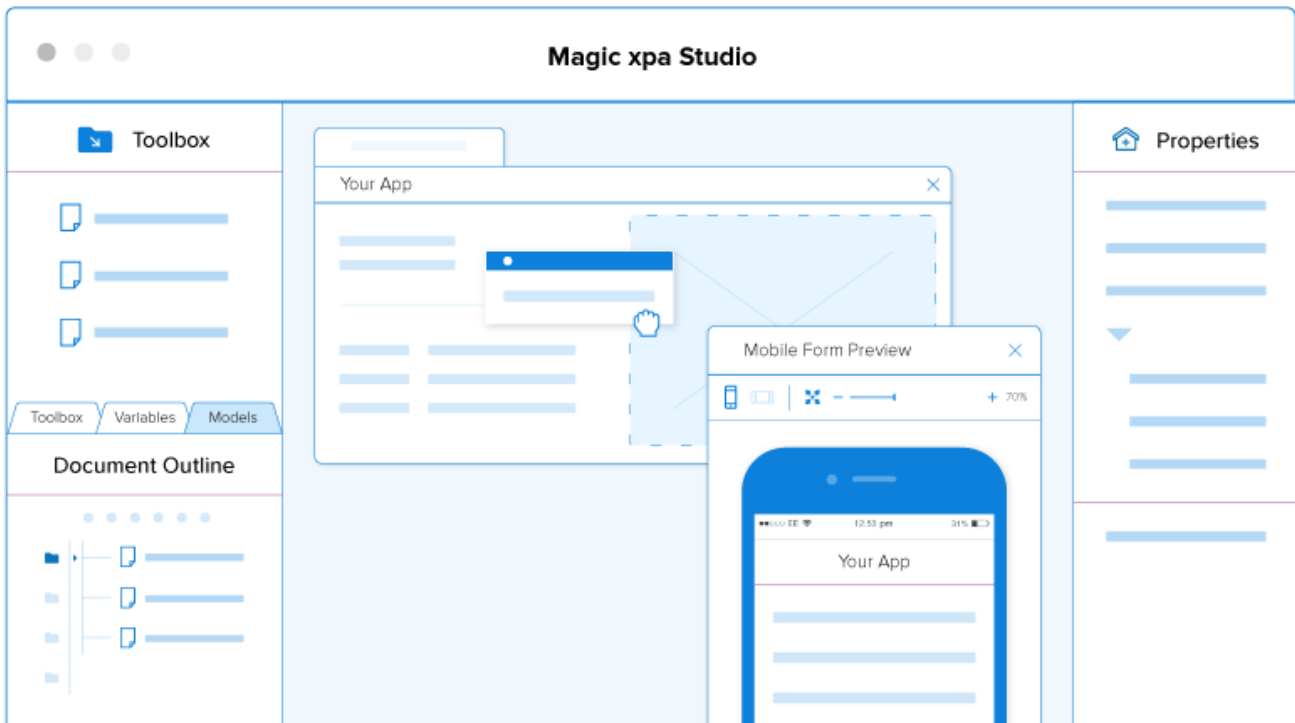 Magic xpa Studio
Toolbox
Toolbox
Variables
Models
Document Outline
Your App
Mobile Form Preview
+ 70%
EE 12:53 pm 31%
Your App
Properties